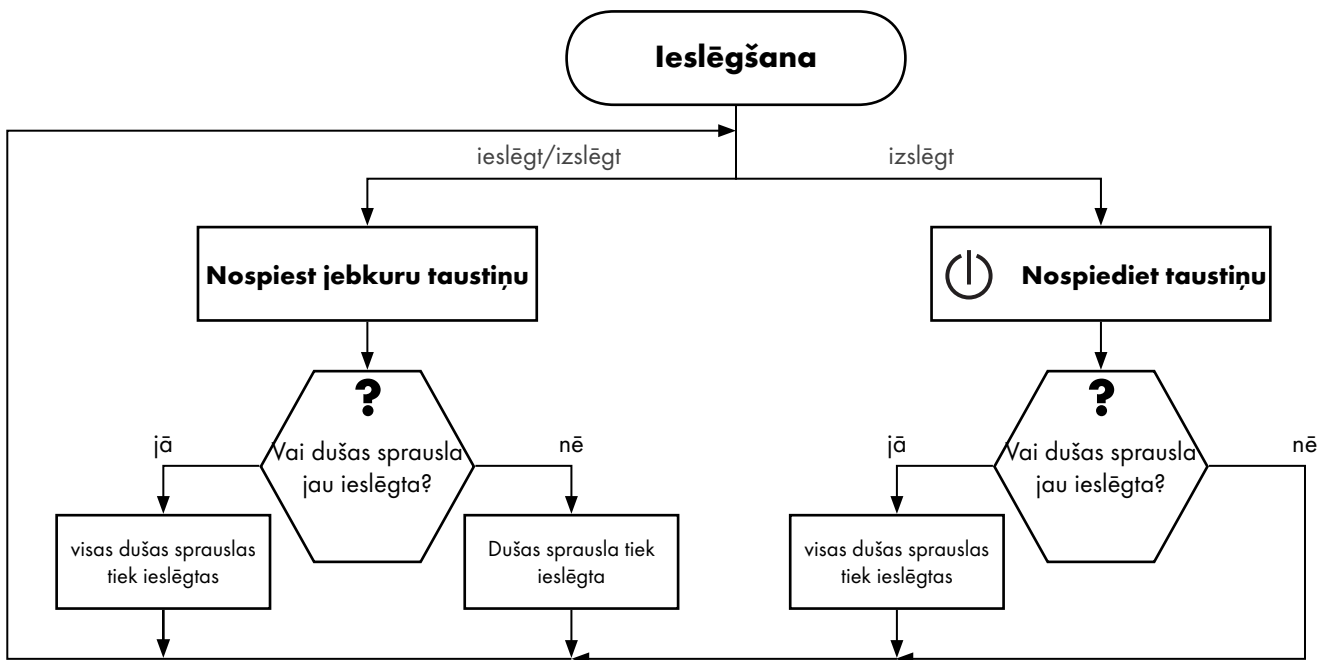 Ieslēgšana
ieslēgt/izslēgt
izslēgt
Nospiest jebkuru taustiņu
Nospiediet taustiņu
?
Vai dušas sprausla
jau ieslēgta?
jā
nē
visas dušas sprauslas
tiek ieslēgtas
Dušas sprausla tiek
ieslēgta
?
Vai dušas sprausla
jau ieslēgta?
jā
nē
visas dušas sprauslas
tiek ieslēgtas